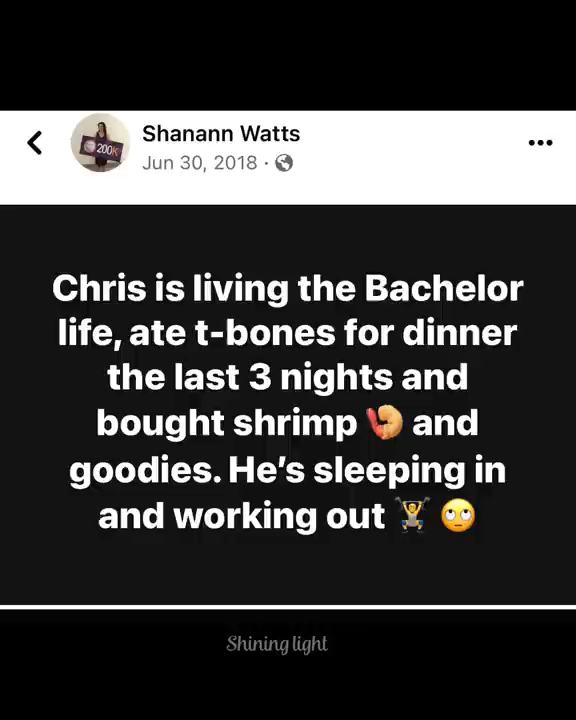 Shanann Watts
200K
Jun 30, 2018 ·
Chris is living the Bachelor
life, ate t-bones for dinner
the last 3 nights and
bought shrimp 🍤 and
goodies. He's sleeping in
and working out 🏋️ 🙄
Shining light